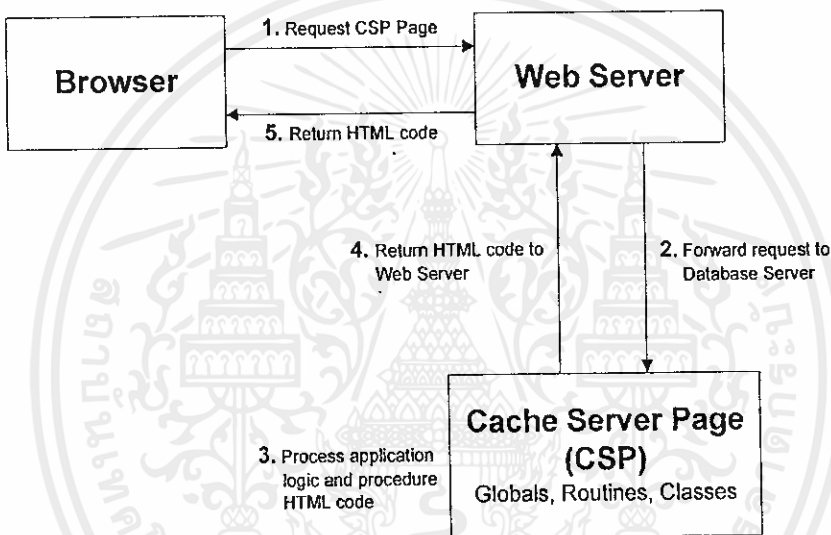 1. Request CSP Page
Browser
Web Server
5. Return HTML code
4. Return HTML code to
Web Server
2. Forward request to
Database Server
3. Process application
logic and procedure
HTML code
Cache Server Page
(CSP)
Globals, Routines, Classes